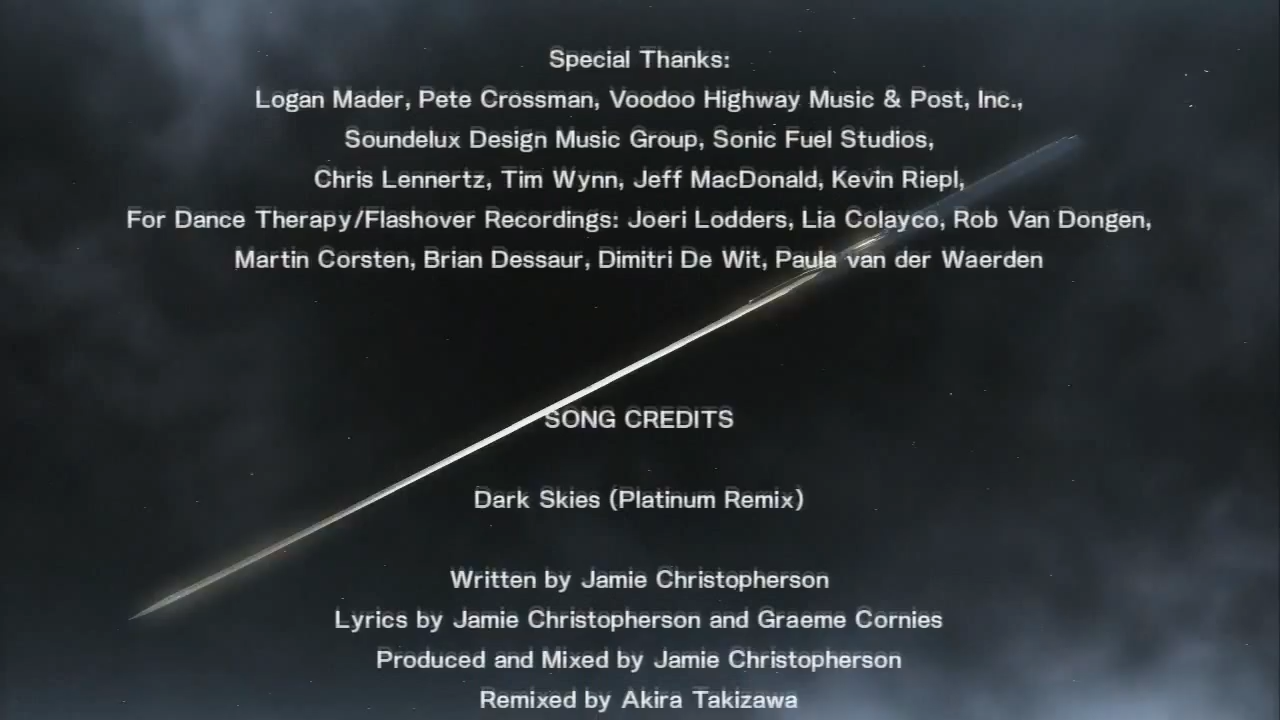 Special Thanks:
Logan Mader, Pete Crossman, Voodoo Highway Music & Post, Inc.,
Soundelux Design Music Group, Sonic Fuel Studios,
Chris Lennertz, Tim Wynn, Jeff MacDonald, Kevin Riepl,
For Dance Therapy/Flashover Recordings: Joeri Lodders, Lia Colayco, Rob Van Dongen,
Martin Corsten, Brian Dessaur, Dimitri De Wit, Paula van der Waerden
SONG CREDITS
Dark Skies (Platinum Remix)
Written by Jamie Christopherson
Lyrics by Jamie Christopherson and Graeme Cornies
Produced and Mixed by Jamie Christopherson
Remixed by Akira Takizawa